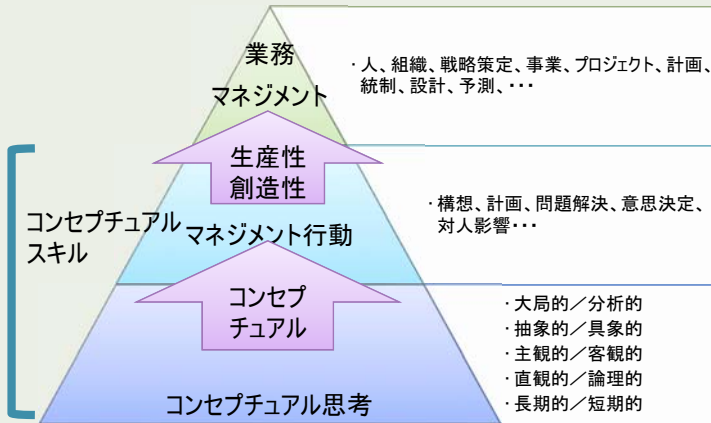 業務
マネジメント
・人、組織、戦略策定、事業、プロジェクト、計画、
統制、設計、予測、・・・
生産性
創造性
コンセプチュアル
スキル
マネジメント行動
・構想、計画、問題解決、意思決定、
対人影響・・・
コンセプ
チュアル
・大局的／分析的
・抽象的／具象的
・主観的／客観的
・直観的／論理的
・長期的／短期的
コンセプチュアル思考